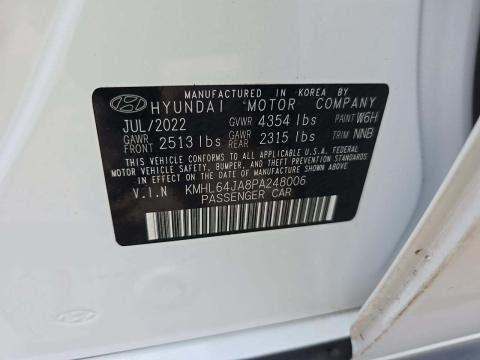 MANUFACTURED IN KOREA BY
HYUNDAI MOTOR COMPANY
JUL/2022 GVWR 4354 lbs PAINT W6H
GAWR FRONT 2513 lbs GAWR REAR 2315 lbs TRIM NNB
THIS VEHICLE CONFORMS TO ALL APPLICABLE U.S.A. FEDERAL
MOTOR VEHICLE SAFETY, BUMPER, AND THEFT PREVENTION
STANDARDS IN EFFECT ON THE DATE OF MANUFACTURE SHOWN ABOVE.
V.I.N KMHL64JA8PA248006
PASSENGER CAR